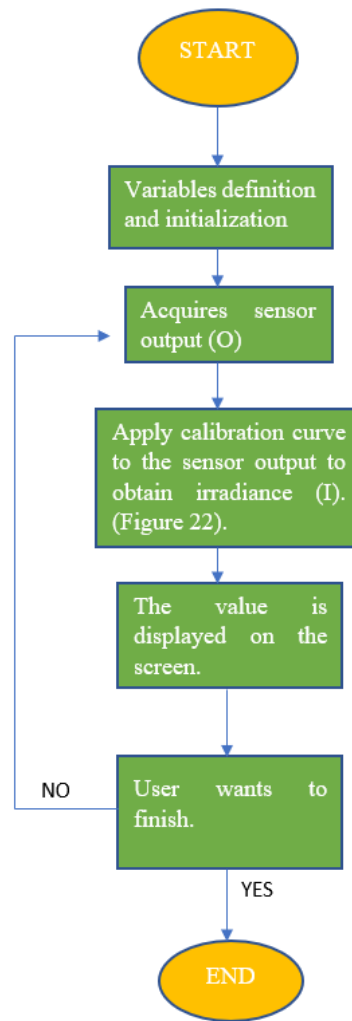 START
Variables definition
and initialization
Acquires sensor
output (O)
Apply calibration curve
to the sensor output to
obtain irradiance (I).
(Figure 22).
The value is
displayed on the
screen.
User wants to
finish.
NO
YES
END